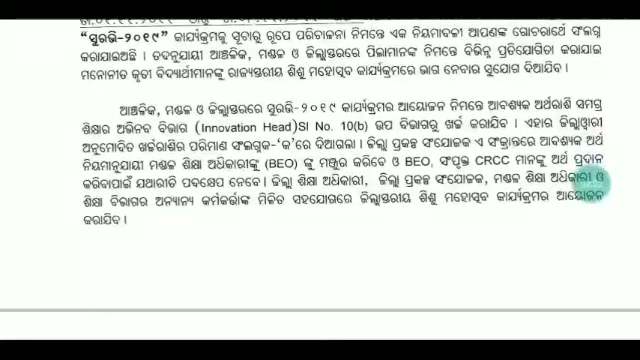 “ସୁରଭି-୨୦୧୯” କାର୍ଯ୍ୟକ୍ରମକୁ ସୂଚାରୁ ରୂପେ ପରିଚାଳନା ନିମନ୍ତେ ଏକ ନିୟମାବଳୀ ଆପଣଙ୍କ ଗୋଚରାର୍ଥେ ସଂଲଗ୍ନ
କରାଯାଇଅଛି । ତଦନୁଯାୟୀ ଆଞ୍ଚଳିକ, ମଣ୍ଡଳ ଓ ଜିଲ୍ଲାସ୍ତରରେ ପିଲାମାନଙ୍କ ନିମନ୍ତେ ବିଭିନ୍ନ ପ୍ରତିଯୋଗିତା କରାଯାଇ
ମନୋନୀତ କୃତୀ ବିଦ୍ୟାର୍ଥୀମାନଙ୍କୁ ରାଜ୍ୟସ୍ତରୀୟ ଶିଶୁ ମହୋତ୍ସବ କାର୍ଯ୍ୟକ୍ରମରେ ଭାଗ ନେବାର ସୁଯୋଗ ଦିଆଯିବ ।
ଆଞ୍ଚଳିକ, ମଣ୍ଡଳ ଓ ଜିଲ୍ଲାସ୍ତରରେ ସୁରଭି-୨୦୧୯ କାର୍ଯ୍ୟକ୍ରମର ଆୟୋଜନ ନିମନ୍ତେ ଆବଶ୍ୟକ ଅର୍ଥରାଶି ସମଗ୍ର
ଶିକ୍ଷାର ଅଭିନବ ବିଭାଗ (Innovation Head)Sl No. 10(b) ଉପ ବିଭାଗରୁ ଖର୍ଚ୍ଚ କରାଯିବ । ଏହାର ଜିଲ୍ଲାୱାରୀ
ଅନୁମୋଦିତ ଖର୍ଚ୍ଚରାଶିର ପରିମାଣ ସଂଲଗ୍ନକ-‘କ’ରେ ଦିଆଗଲା । ଜିଲ୍ଲା ପ୍ରକଳ୍ପ ସଂଯୋଜକ ଏ ସଂକ୍ରାନ୍ତରେ ଆବଶ୍ୟକ ଅର୍ଥ
ନିୟମାନୁଯାୟୀ ମଣ୍ଡଳ ଶିକ୍ଷା ଅଧିକାରୀଙ୍କୁ (BEO) ଙ୍କୁ ମଞ୍ଜୁର କରିବେ ଓ BEO, ସଂପୃକ୍ତ CRCC ମାନଙ୍କୁ ଅର୍ଥ ପ୍ରଦାନ
କରିବାପାଇଁ ଯଥାରୀତି ପଦକ୍ଷେପ ନେବେ । ଜିଲ୍ଲା ଶିକ୍ଷା ଅଧିକାରୀ, ଜିଲ୍ଲା ପ୍ରକଳ୍ପ ସଂଯୋଜକ, ମଣ୍ଡଳ ଶିକ୍ଷା ଅଧିକାରୀ ଓ
ଶିକ୍ଷା ବିଭାଗର ଅନ୍ୟାନ୍ୟ କର୍ମକର୍ତ୍ତାଙ୍କ ମିଳିତ ସହଯୋଗରେ ଜିଲ୍ଲାସ୍ତରୀୟ ଶିଶୁ ମହୋତ୍ସବ କାର୍ଯ୍ୟକ୍ରମର ଆୟୋଜନ
କରାଯିବ ।